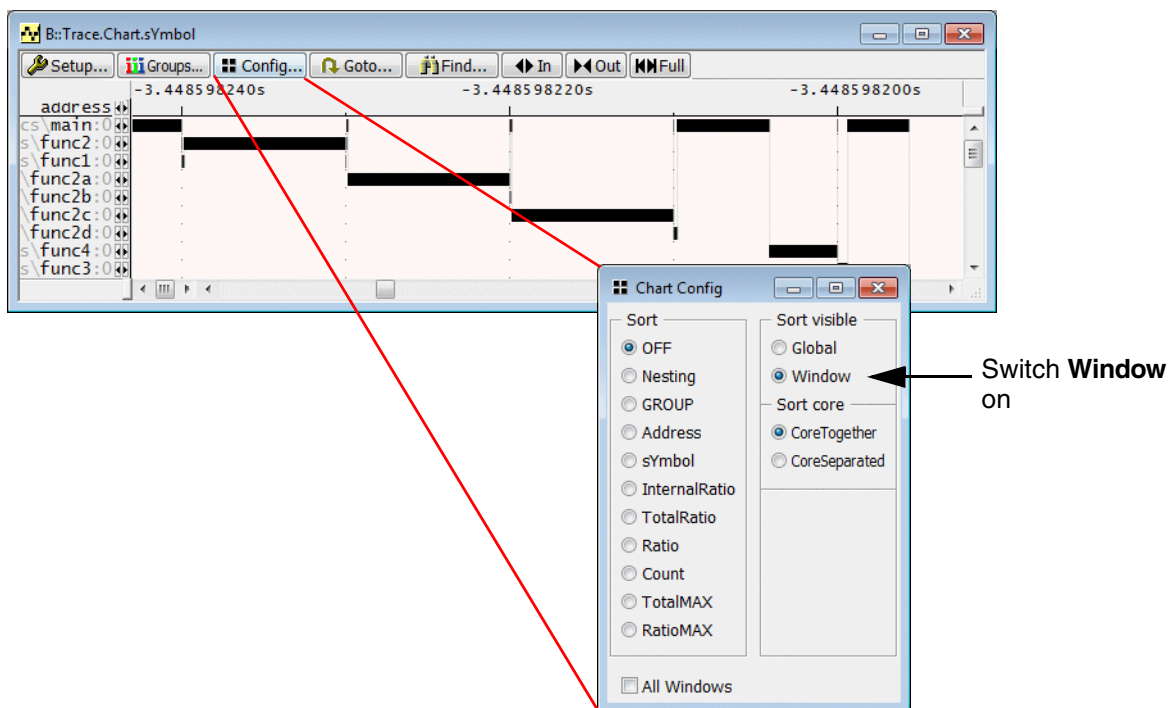 B::Trace.Chart.sYmbol
Setup... Groups... Config... Goto... Find... In Out Full
-3.448598240s -3.448598220s -3.448598200s
address
cs\main:0
s\func2:0
s\func1:0
\func2a:0
\func2b:0
\func2c:0
\func2d:0
s\func4:0
s\func3:0
Chart Config
Sort
OFF
Nesting
GROUP
Address
sYmbol
InternalRatio
TotalRatio
Ratio
Count
TotalMAX
RatioMAX
Sort visible
Global
Window
Sort core
CoreTogether
CoreSeparated
All Windows
Switch Window
on